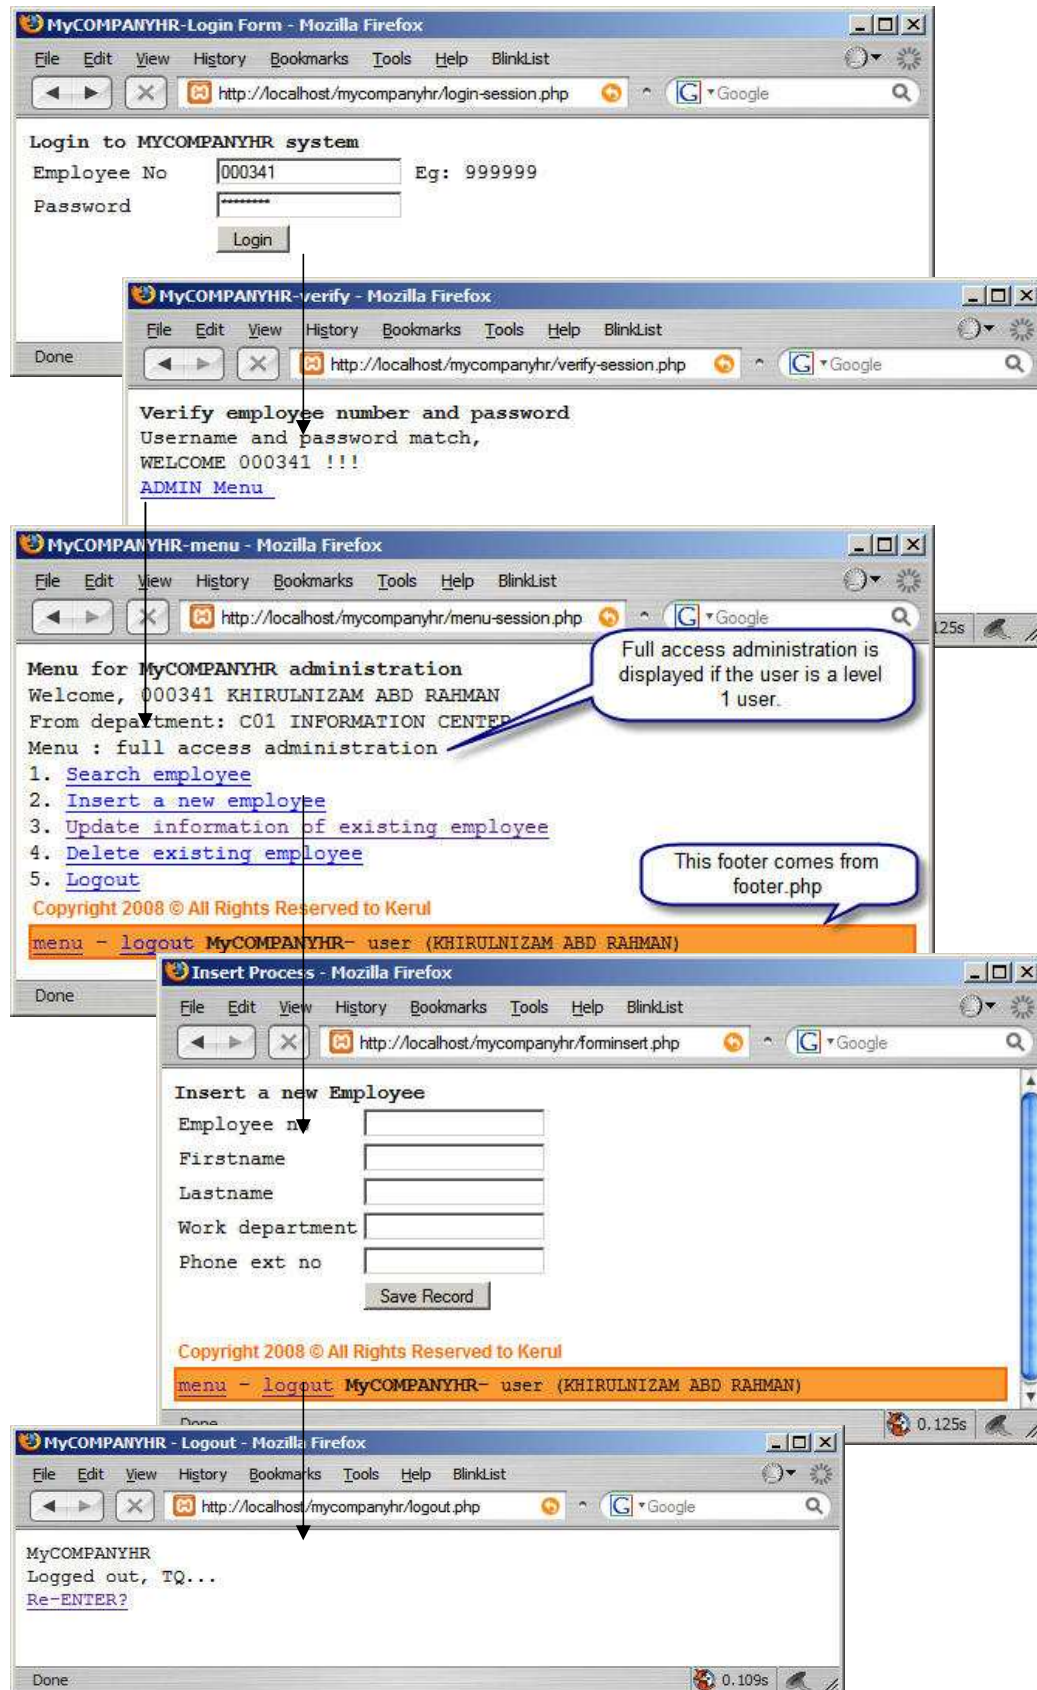 MyCOMPANYHR-Login Form - Mozilla Firefox
File Edit View History Bookmarks Tools Help BlinkList
http://localhost/mycompanyhr/login-session.php Google
Login to MYCOMPANYHR system
Employee No 000341 Eg: 999999
Password ********
Login
Done
MyCOMPANYHR-verify - Mozilla Firefox
File Edit View History Bookmarks Tools Help BlinkList
http://localhost/mycompanyhr/verify-session.php Google
Verify employee number and password
Username and password match,
WELCOME 000341 !!!
ADMIN Menu
125s
MyCOMPANYHR-menu - Mozilla Firefox
File Edit View History Bookmarks Tools Help BlinkList
http://localhost/mycompanyhr/menu-session.php Google
Full access administration is
displayed if the user is a level
1 user.
Menu for MyCOMPANYHR administration
Welcome, 000341 KHIRULNIZAM ABD RAHMAN
From department: C01 INFORMATION CENTER
Menu : full access administration
1. Search employee
2. Insert a new employee
3. Update information of existing employee
4. Delete existing employee
5. Logout
This footer comes from
footer.php
Copyright 2008 © All Rights Reserved to Kerul
menu - logout MyCOMPANYHR- user (KHIRULNIZAM ABD RAHMAN)
Done
Insert Process - Mozilla Firefox
File Edit View History Bookmarks Tools Help BlinkList
http://localhost/mycompanyhr/forminsert.php Google
Insert a new Employee
Employee no
Firstname
Lastname
Work department
Phone ext no
Save Record
Copyright 2008 © All Rights Reserved to Kerul
menu - logout MyCOMPANYHR- user (KHIRULNIZAM ABD RAHMAN)
Done 0.125s
MyCOMPANYHR - Logout - Mozilla Firefox
File Edit View History Bookmarks Tools Help BlinkList
http://localhost/mycompanyhr/logout.php Google
MyCOMPANYHR
Logged out, TQ...
Re-ENTER?
Done 0.109s